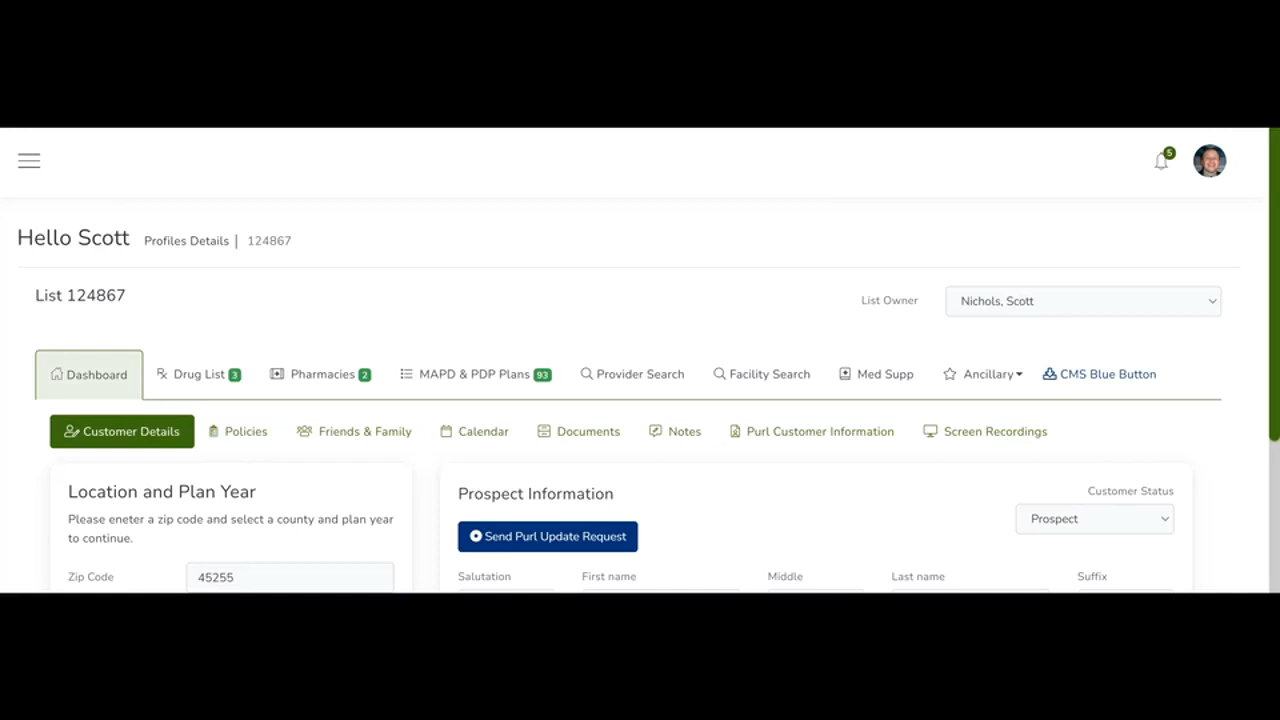 5
Hello Scott Profiles Details | 124867
List 124867
List Owner Nichols, Scott
Dashboard Drug List 3 Pharmacies 2 MAPD & PDP Plans 93 Provider Search Facility Search Med Supp Ancillary CMS Blue Button
Customer Details Policies Friends & Family Calendar Documents Notes Purl Customer Information Screen Recordings
Location and Plan Year
Please eneter a zip code and select a county and plan year
to continue.
Zip Code 45255
Prospect Information
Customer Status
Prospect
Send Purl Update Request
Salutation First name Middle Last name Suffix